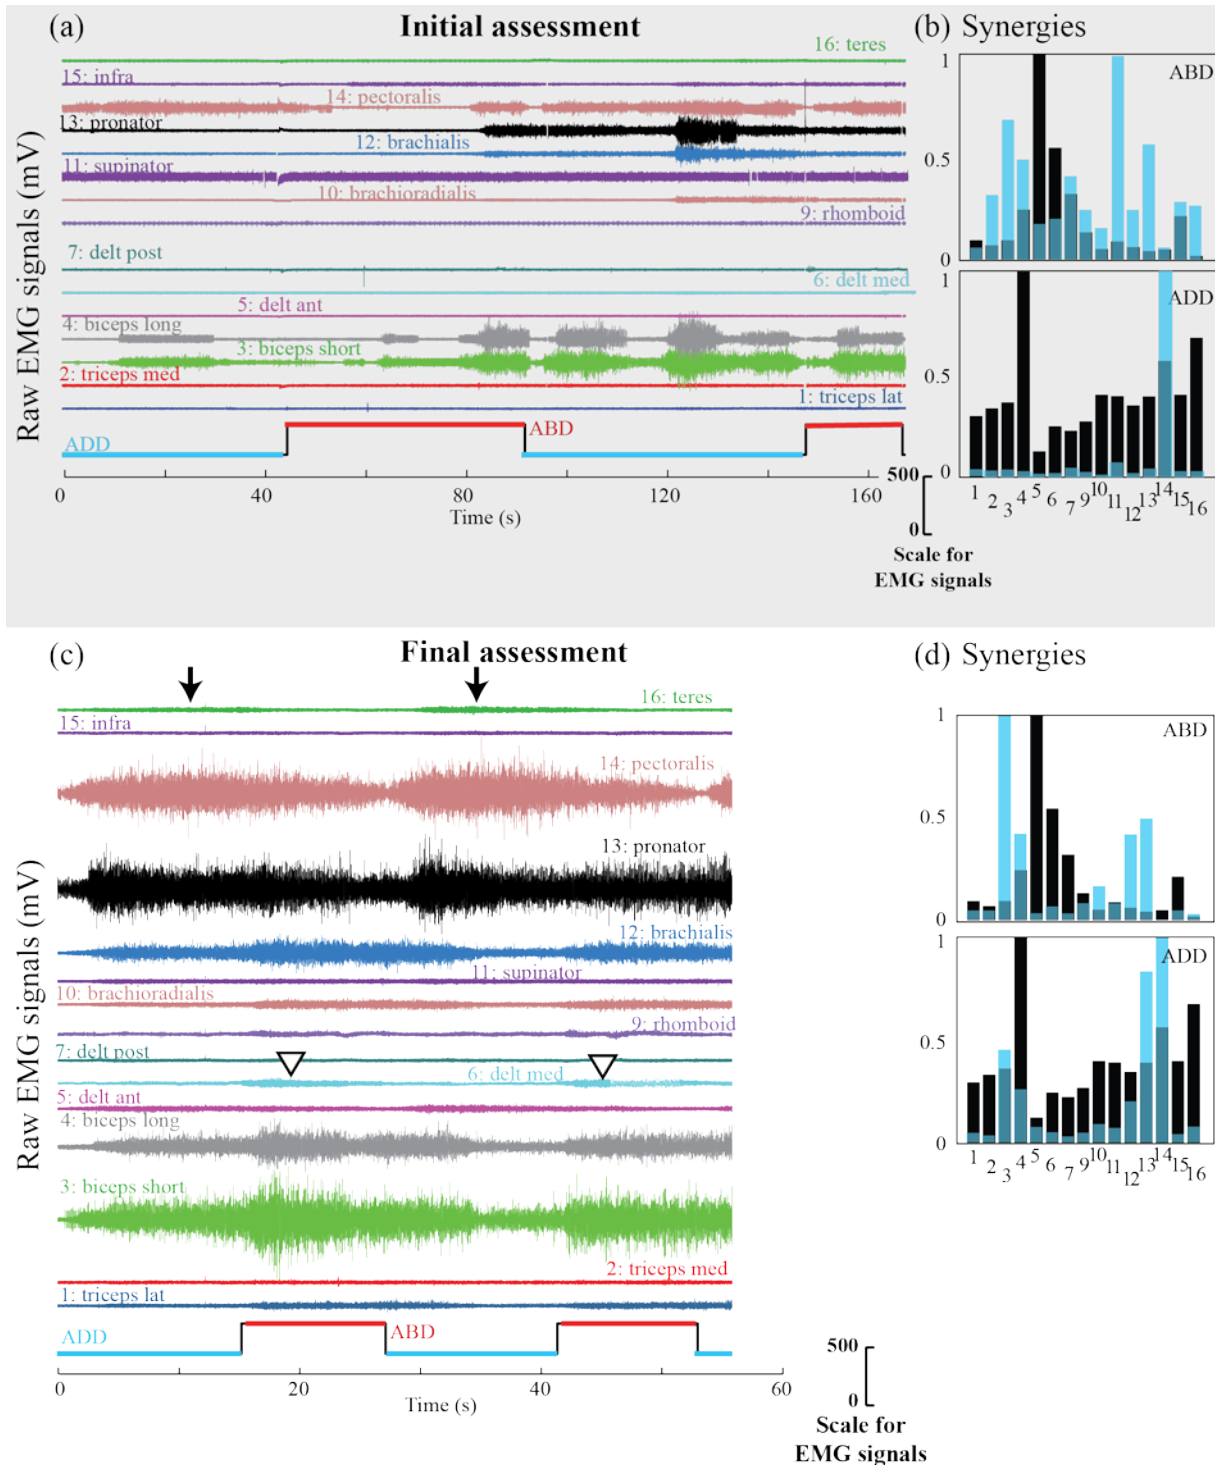 (a) Initial assessment
Raw EMG signals (mV)
16: teres
15: infra
14: pectoralis
13: pronator
12: brachialis
11: supinator
10: brachioradialis
9: rhomboid
7: delt post
6: delt med
5: delt ant
4: biceps long
3: biceps short
2: triceps med
1: triceps lat
ADD
ABD
0 40 80 120 160
Time (s)
500
0
Scale for
EMG signals
(b) Synergies
1
ABD
0.5
0
1
ADD
0.5
0
1 2 3 4 5 6 7 9 10 11 12 13 14 15 16
(c) Final assessment
Raw EMG signals (mV)
16: teres
15: infra
14: pectoralis
13: pronator
12: brachialis
11: supinator
10: brachioradialis
9: rhomboid
7: delt post
6: delt med
5: delt ant
4: biceps long
3: biceps short
2: triceps med
1: triceps lat
ADD
ABD
0 20 40 60
Time (s)
500
0
Scale for
EMG signals
(d) Synergies
1
ABD
0.5
0
1
ADD
0.5
0
1 2 3 4 5 6 7 9 10 11 12 13 14 15 16